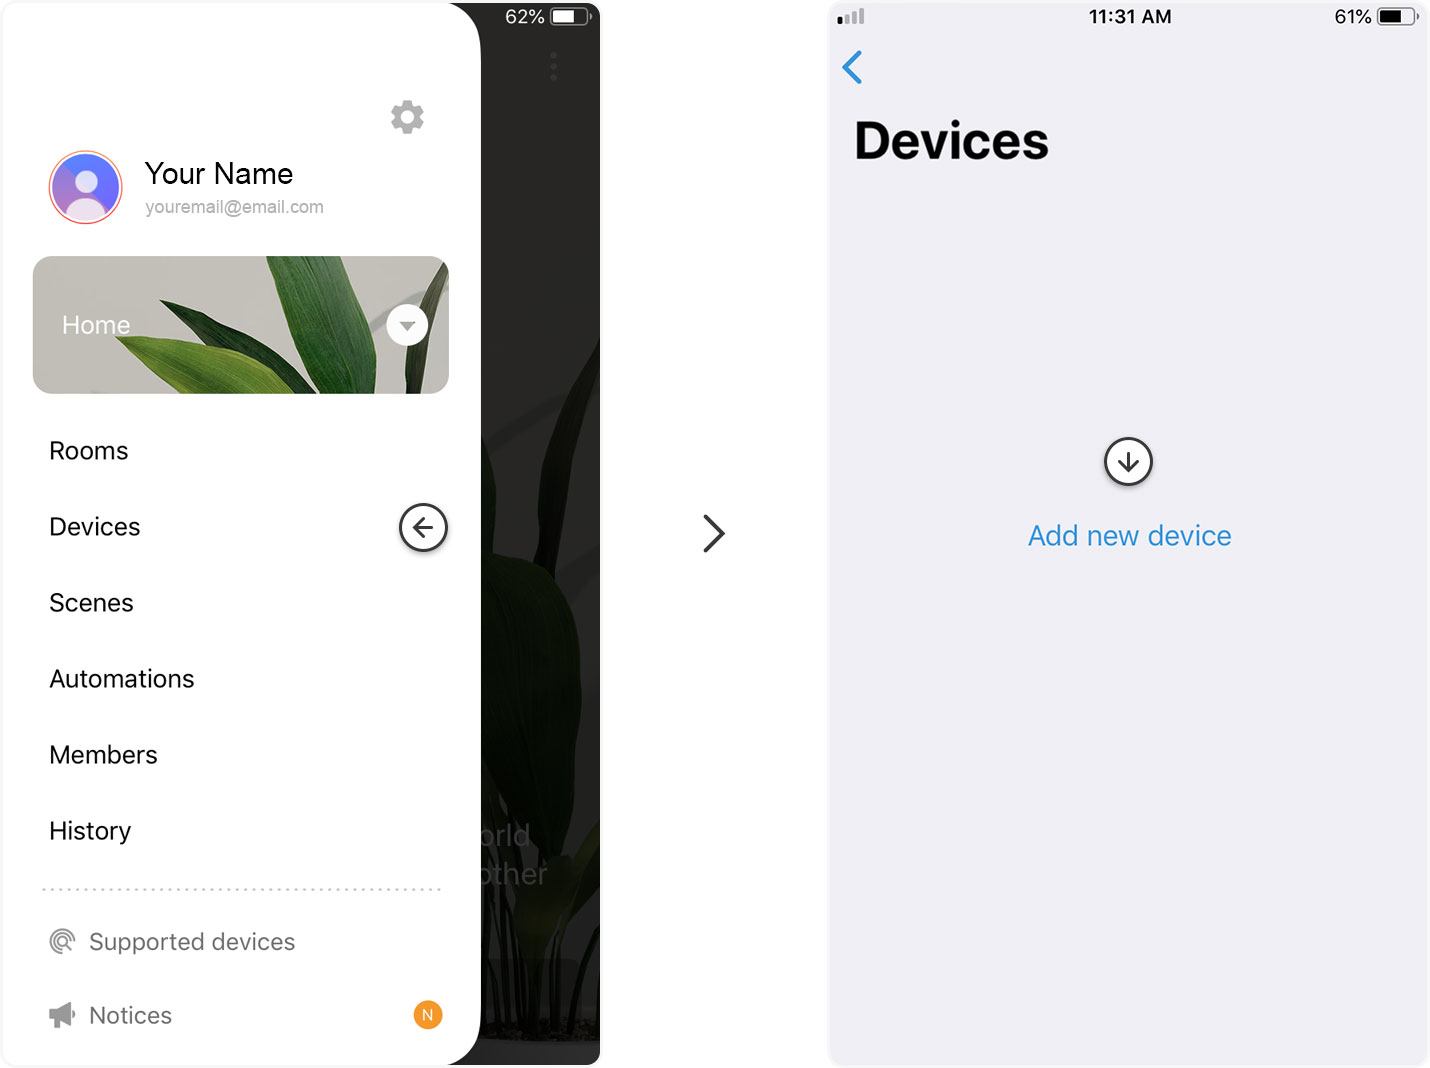 62%
Your Name
youremail@email.com
Home
Rooms
Devices
Scenes
Automations
Members
History
orld
other
Supported devices
Notices
N
11:31 AM
61%
Devices
Add new device